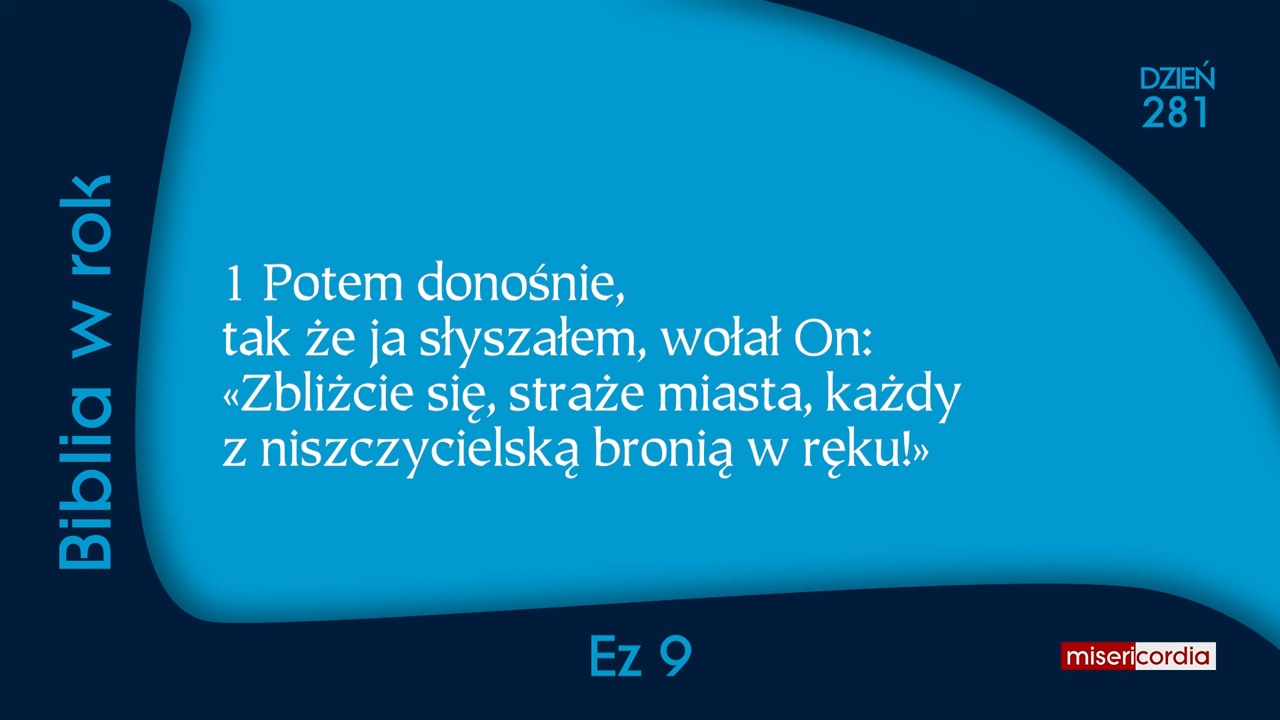 DZIEŃ
281
Biblia w rok
1 Potem donośnie,
tak że ja słyszałem, wołał On:
«Zbliżcie się, straże miasta, każdy
z niszczycielską bronią w ręku!»
Ez 9
misericordia